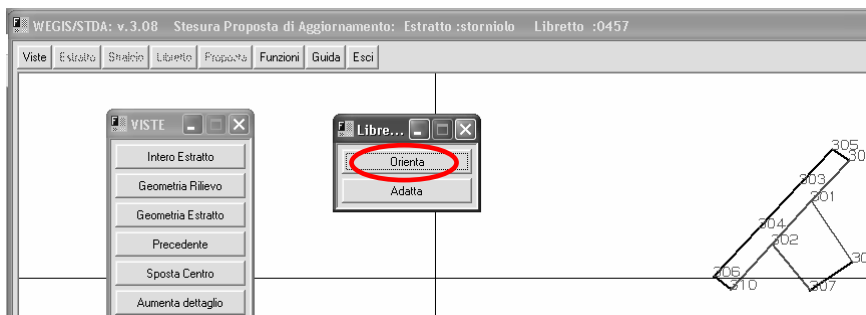 WEGIS/STDA: v.3.08 Stesura Proposta di Aggiornamento: Estratto :storniolo Libretto :0457
Viste Estratto Stralcio Libretto Proposta Funzioni Guida Esci
VISTE
Intero Estratto
Geometria Rilievo
Geometria Estratto
Precedente
Sposta Centro
Aumenta dettaglio
Libre...
Orienta
Adatta
305
303
301
304
302
306
310
307